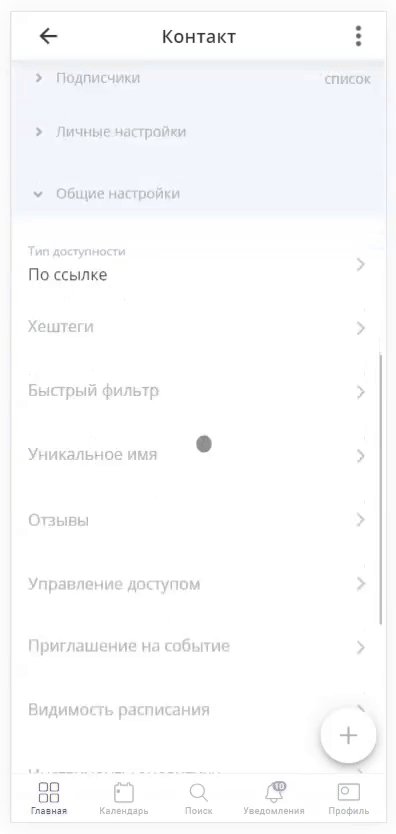 Контакт
Подписчики
список
Личные настройки
Общие настройки
Тип доступности
По ссылке
Хештеги
Быстрый фильтр
Уникальное имя
Отзывы
Управление доступом
Приглашение на событие
Видимость расписания
10
Главная
Календарь
Поиск
Уведомления
Профиль